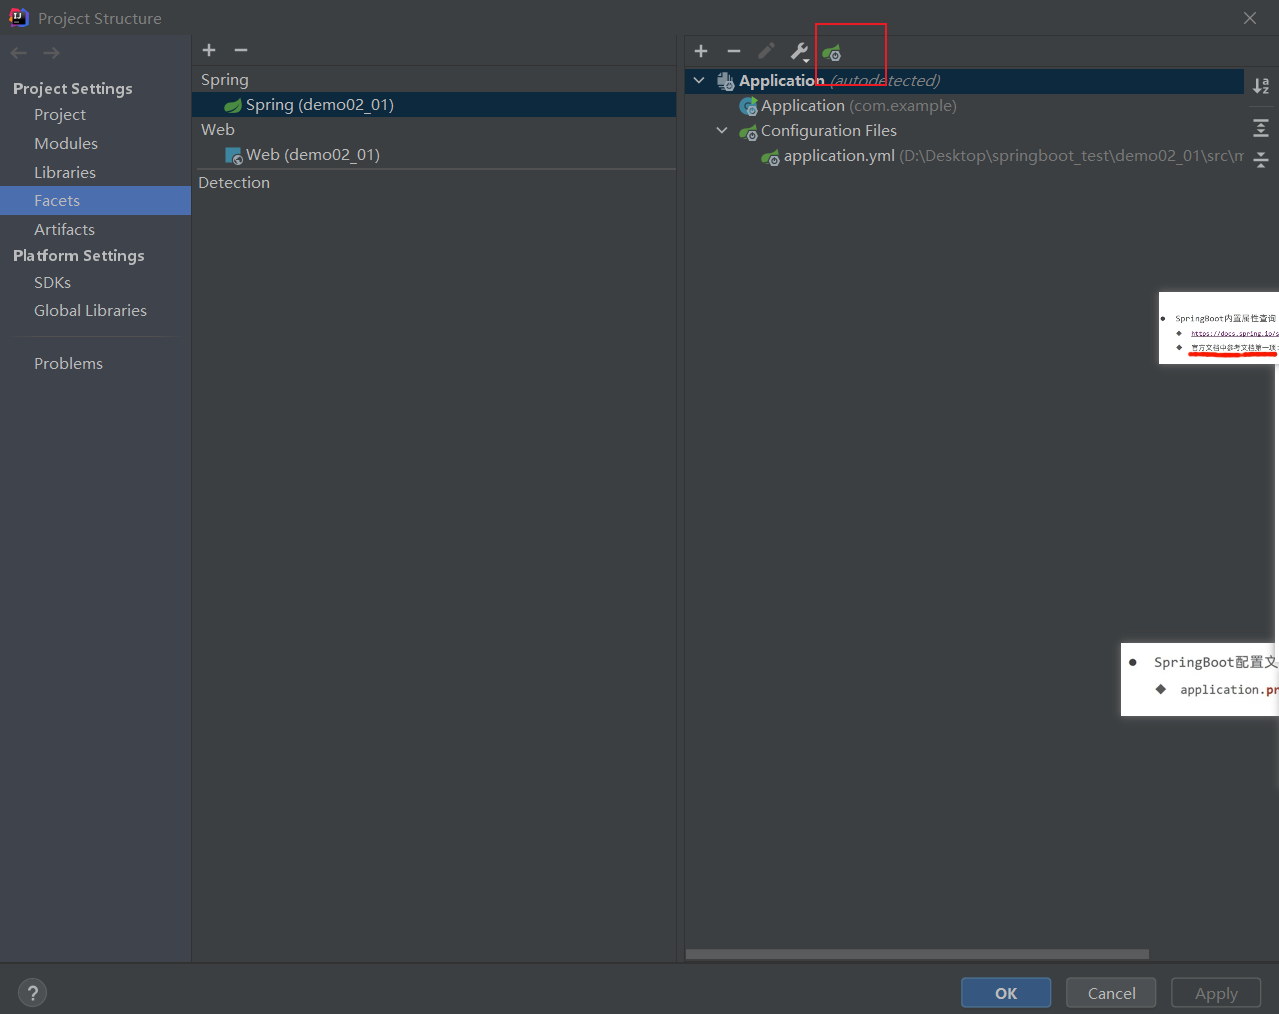 Project Structure
Project Settings
Project
Modules
Libraries
Facets
Artifacts
Platform Settings
SDKs
Global Libraries
Problems
Spring
Spring (demo02_01)
Web
Web (demo02_01)
Detection
Application (autodetected)
Application (com.example)
Configuration Files
application.yml (D:\Desktop\springboot_test\demo02_01\src\m
SpringBoot内置属性查询
https://docs.spring.io/s
官方文档中参考文档第一项:
SpringBoot配置文
application.pr
?
OK
Cancel
Apply